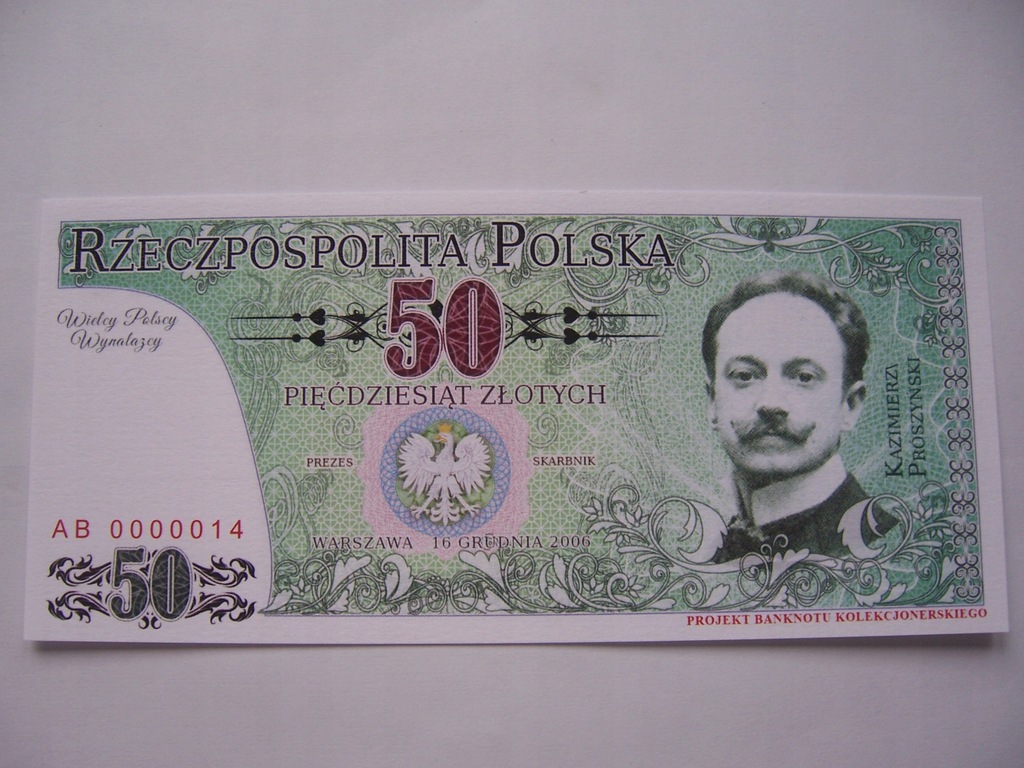 RZECZPOSPOLITA POLSKA
Wielcy Polscy
Wynalazcy
50
PIĘĆDZIESIĄT ZŁOTYCH
PREZES SKARBNIK
WARSZAWA 16 GRUDNIA 2006
KAZIMIERZ
PROSZYŃSKI
AB 0000014
50
PROJEKT BANKNOTU KOLEKCJONERSKIEGO